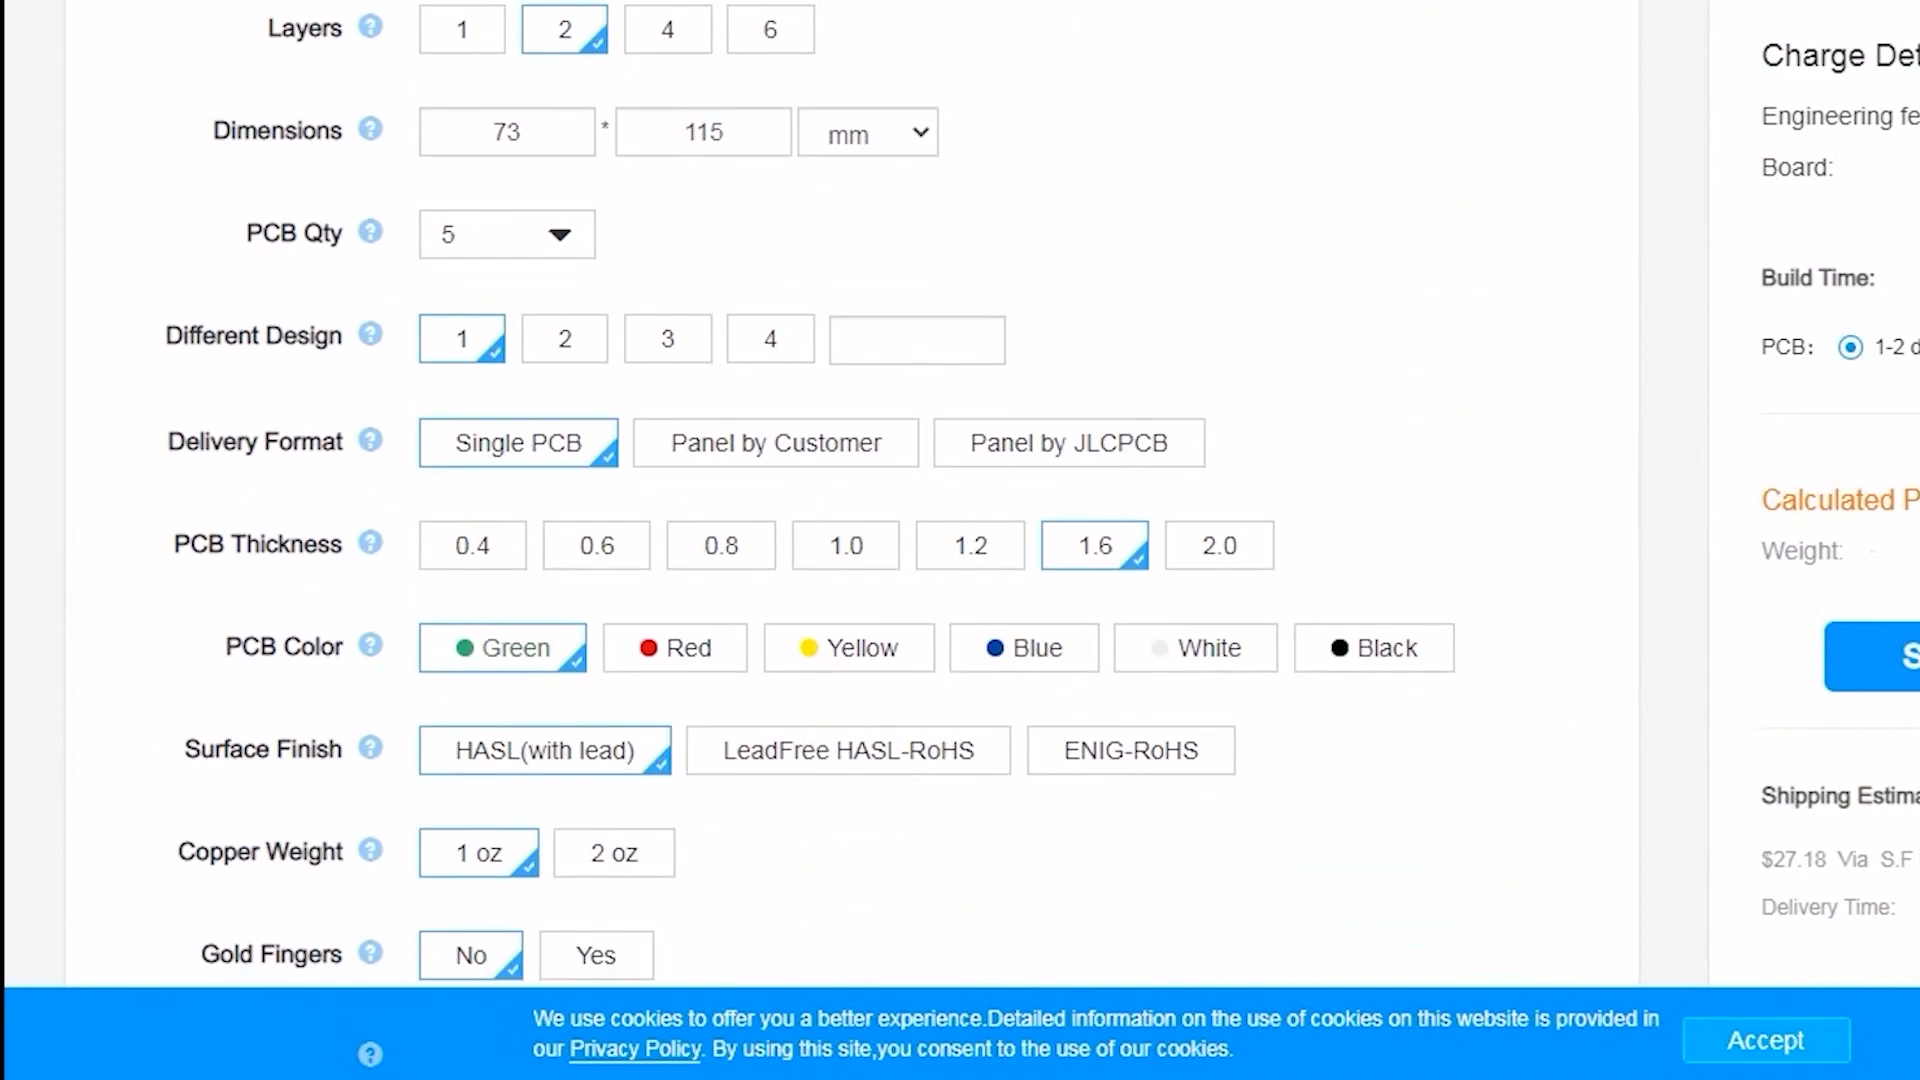 Layers ? 1 2 4 6
Dimensions ? 73 * 115 mm
PCB Qty ? 5
Different Design ? 1 2 3 4
Delivery Format ? Single PCB Panel by Customer Panel by JLCPCB
PCB Thickness ? 0.4 0.6 0.8 1.0 1.2 1.6 2.0
PCB Color ? Green Red Yellow Blue White Black
Surface Finish ? HASL(with lead) LeadFree HASL-RoHS ENIG-RoHS
Copper Weight ? 1 oz 2 oz
Gold Fingers ? No Yes
?
Charge Det
Engineering fe
Board:
Build Time:
PCB: 1-2 d
Calculated P
Weight: -
S
Shipping Estima
$27.18 Via S.F
Delivery Time:
We use cookies to offer you a better experience.Detailed information on the use of cookies on this website is provided in
our Privacy Policy. By using this site,you consent to the use of our cookies.
Accept